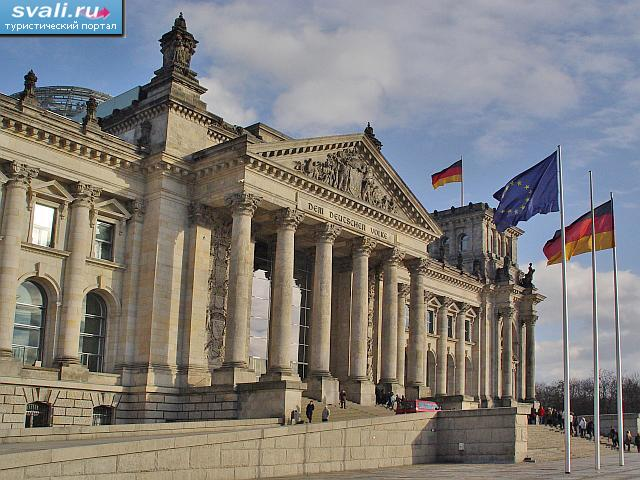 svali.ru
туристический портал
DEM DEUTSCHEN VOLKE